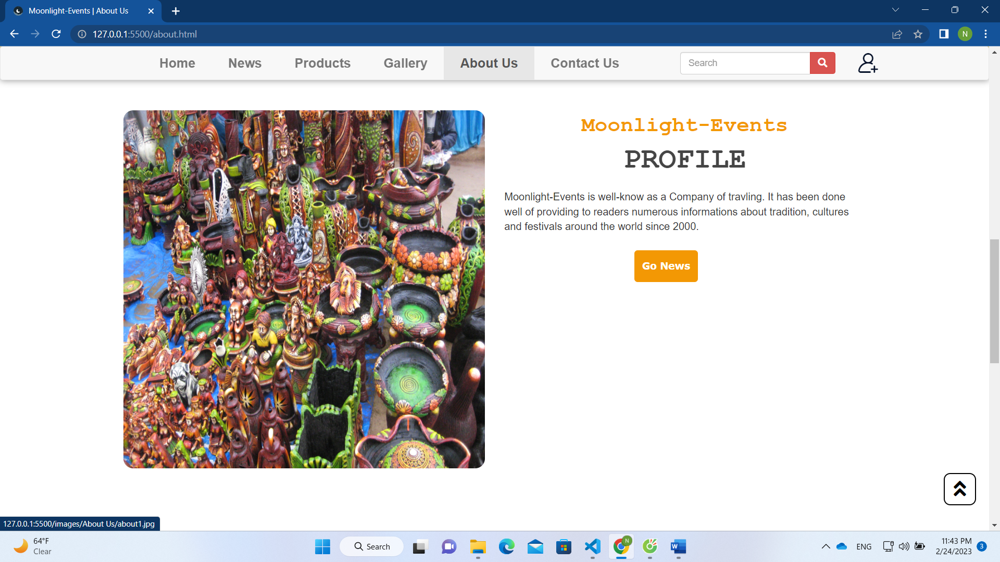 Moonlight-Events | About Us
127.0.0.1:5500/about.html
N
Home News Products Gallery About Us Contact Us Search
Moonlight-Events
PROFILE
Moonlight-Events is well-know as a Company of travling. It has been done
well of providing to readers numerous informations about tradition, cultures
and festivals around the world since 2000.
Go News
127.0.0.1:5500/images/About Us/about1.jpg
64°F
Clear
Search
N
W
ENG
11:43 PM
2/24/2023
3